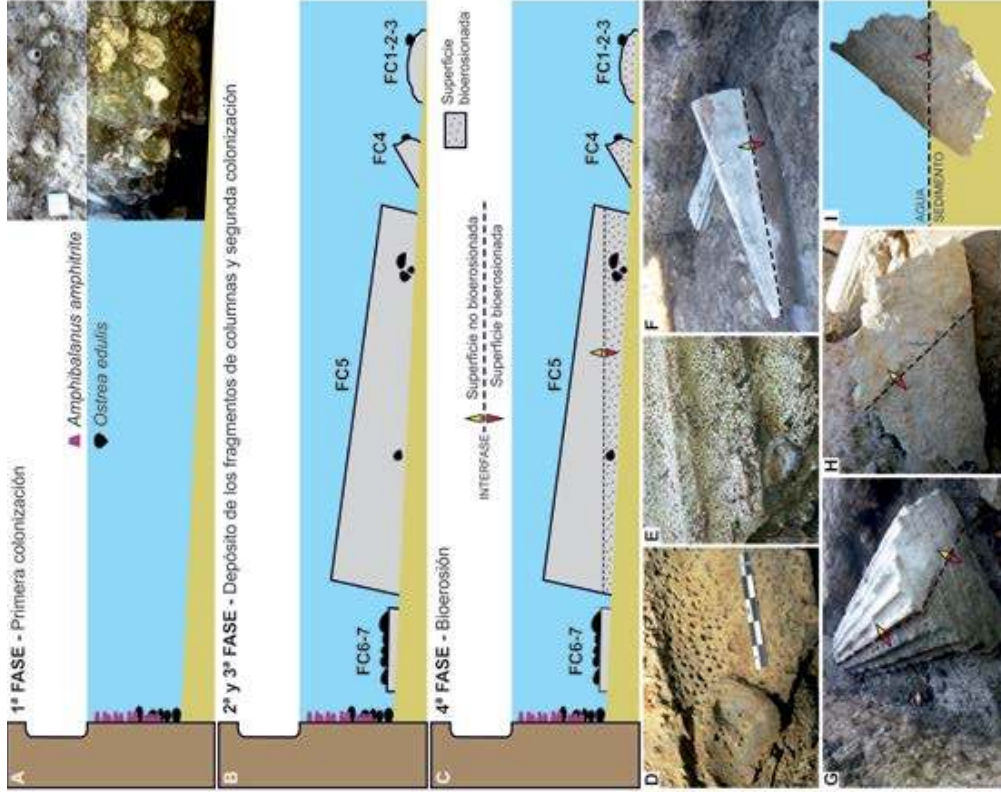 A
1ª FASE - Primera colonización
Amphibalanus amphitrite
Ostrea edulis
B
2ª y 3ª FASE - Depósito de los fragmentos de columnas y segunda colonización
FC6-7
FC5
FC4
FC1-2-3
C
4ª FASE - Bioerosión
INTERFASE
Superficie no bioerosionada
Superfície bioerosionada
Superfície
bioerosionada
FC6-7
FC5
FC4
FC1-2-3
D
E
F
G
H
I
AGUA
SEDIMENTO